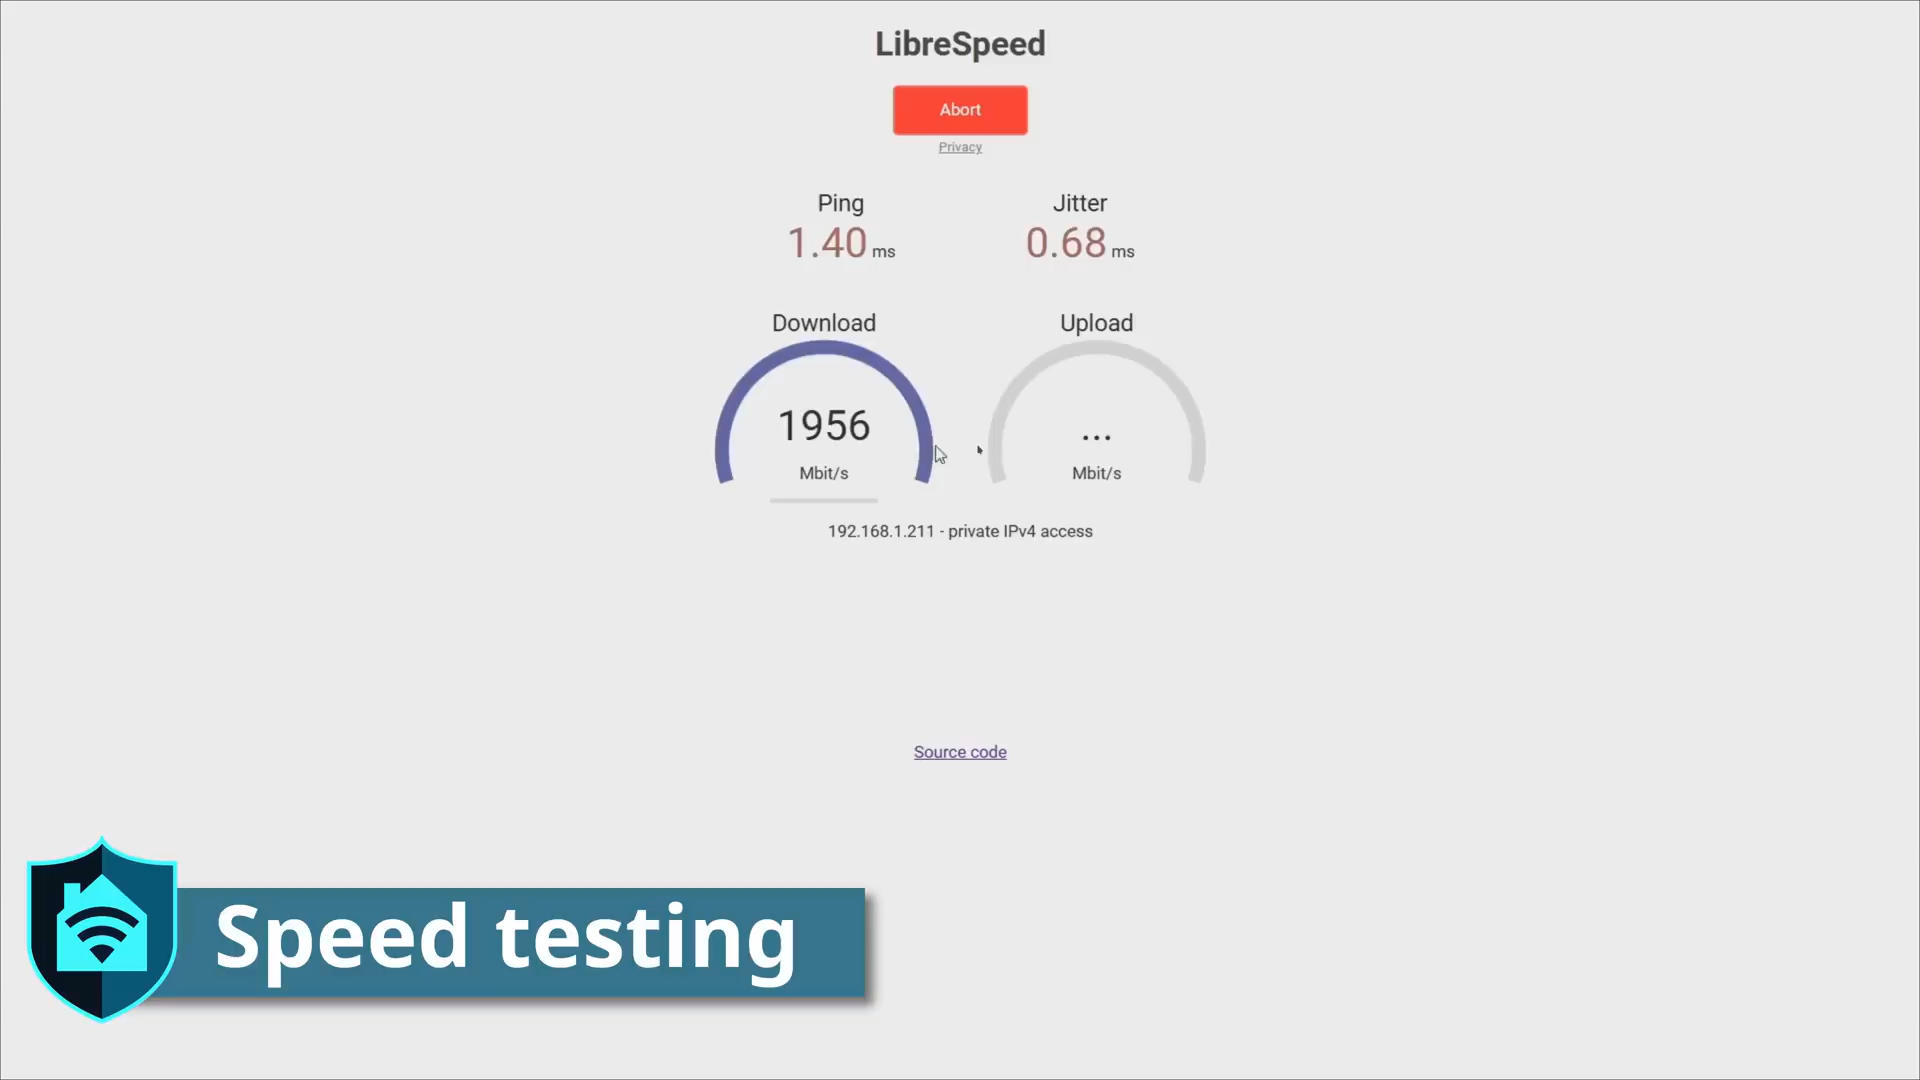 LibreSpeed
Abort
Privacy
Ping
Jitter
1.40 ms
0.68 ms
Download
Upload
1956
...
Mbit/s
Mbit/s
192.168.1.211 - private IPv4 access
Source code
Speed testing